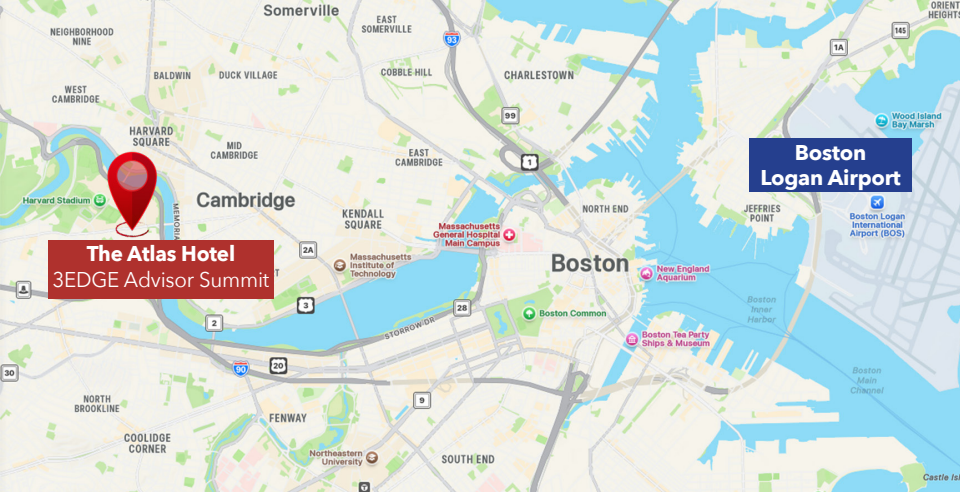 Somerville
ORIENT
HEIGHTS
EAST
SOMERVILLE
NEIGHBORHOOD
NINE
145
93
1A
BALDWIN
DUCK VILLAGE
COBBLE HILL
CHARLESTOWN
WEST
CAMBRIDGE
99
Wood Island
Bay Marsh
HARVARD
SQUARE
MID
CAMBRIDGE
EAST
CAMBRIDGE
1
Boston
Logan Airport
Harvard Stadium
Cambridge
MEMORIA
KENDALL
SQUARE
NORTH END
JEFFRIES
POINT
Boston Logan
International
Airport (BOS)
Massachusetts
General Hospital
Main Campus
The Atlas Hotel
3EDGE Advisor Summit
2A
Massachusetts
Institute of
Technology
Boston
New England
Aquarium
3
28
Boston
Inner
Harbor
Boston Common
2
STORROW DR
Boston Tea Party
Ships & Museum
90
20
30
Boston
Main
Channel
NORTH
BROOKLINE
9
FENWAY
COOLIDGE
CORNER
Northeastern
University
SOUTH END
Castle Isl